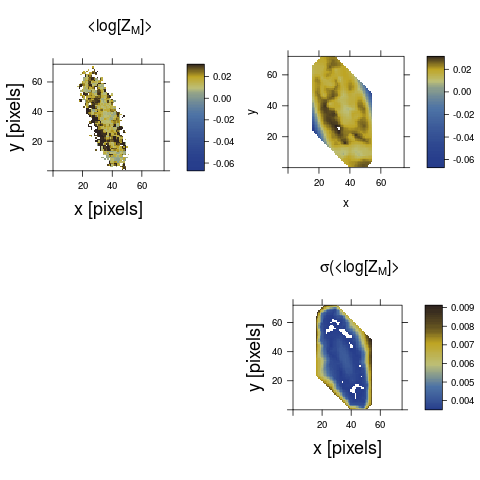 <log[Z_M]>
60
40
20
20 40 60
y [pixels]
x [pixels]
0.02
0.00
-0.02
-0.04
-0.06
60
40
20
20 40 60
y
x
0.02
0.00
-0.02
-0.04
-0.06
σ(<log[Z_M]>
60
40
20
20 40 60
y [pixels]
x [pixels]
0.009
0.008
0.007
0.006
0.005
0.004